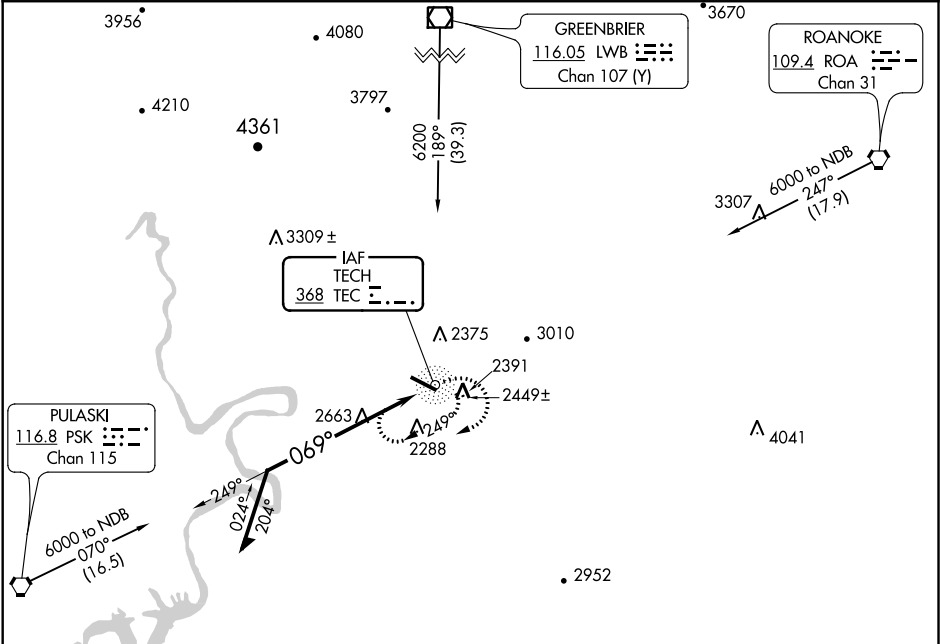 3956
4080
3670
GREENBRIER
116.05 LWB
Chan 107 (Y)
ROANOKE
109.4 ROA
Chan 31
4210
3797
4361
6200
189°
(39.3)
6000 to NDB
247°
(17.9)
3307
3309 ±
IAF
TECH
368 TEC
2375
3010
2391
2449±
2663
249°
2288
4041
PULASKI
116.8 PSK
Chan 115
069°
249°
024°
204°
6000 to NDB
070°
(16.5)
2952